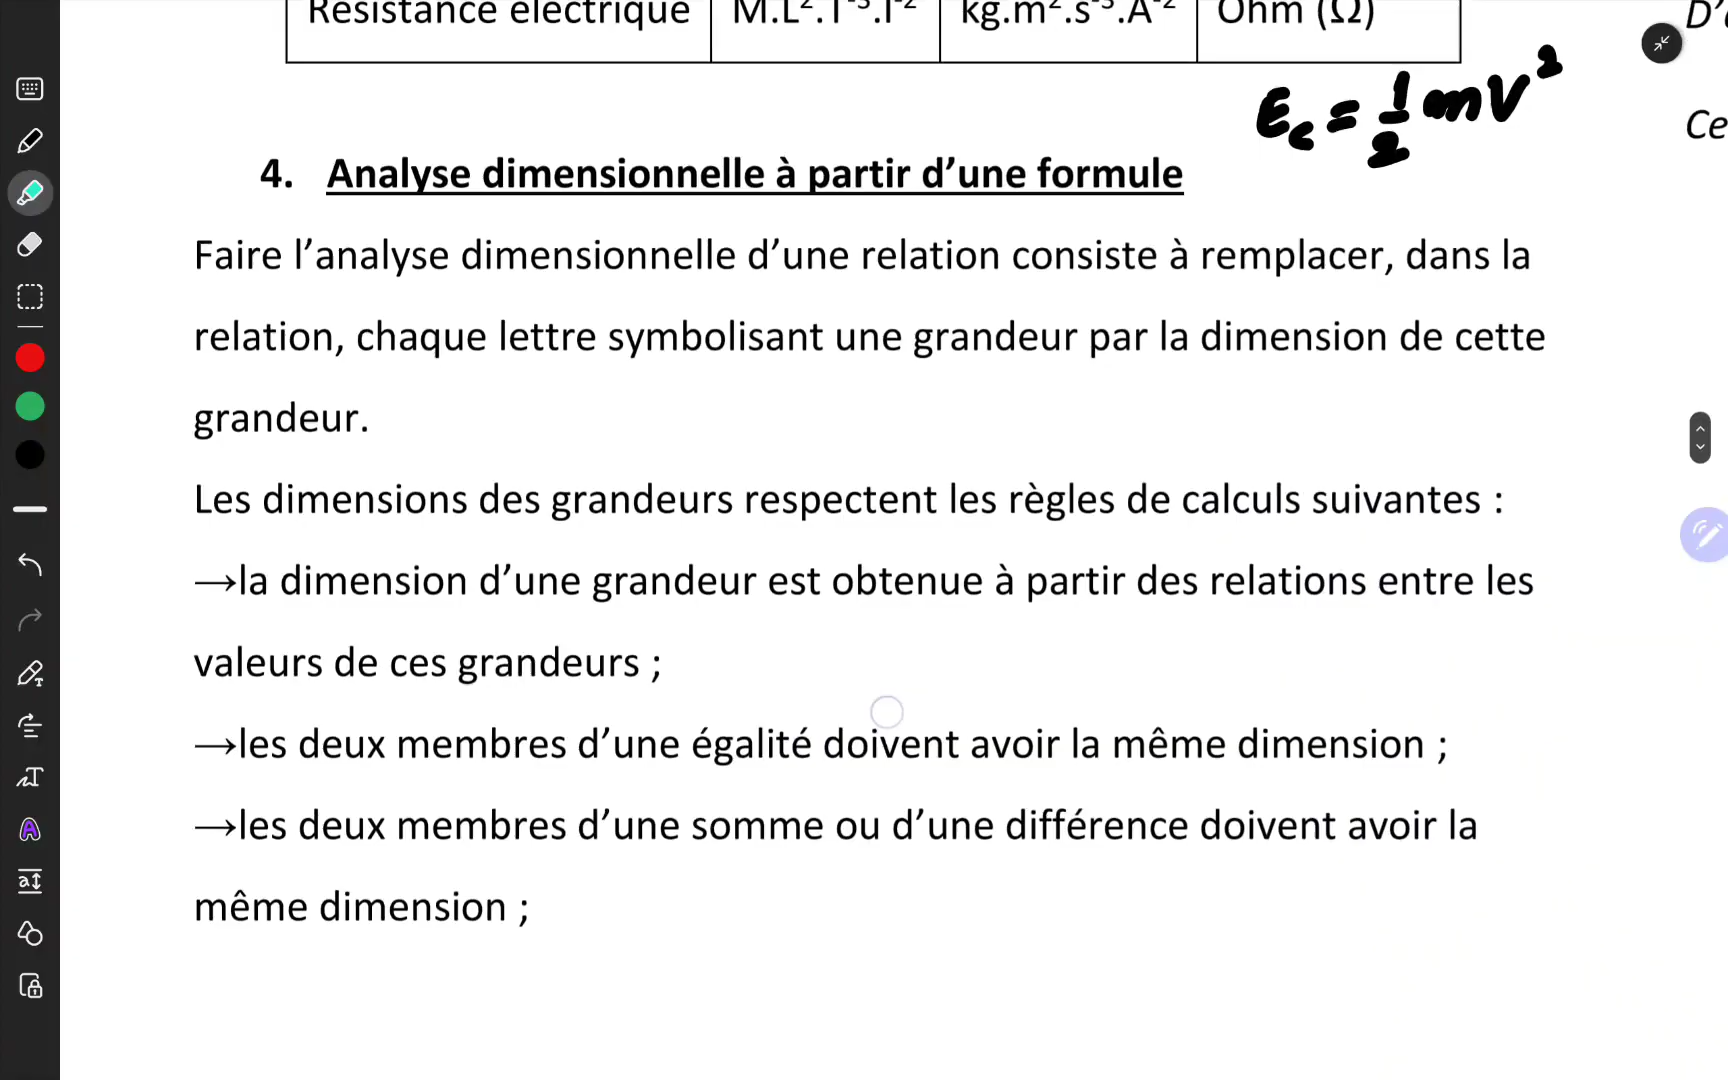 Résistance électrique M.L².T⁻³.I⁻² kg.m².s⁻³.A⁻² Ohm (Ω)
Ec = 1/2 mV²
4. Analyse dimensionnelle à partir d’une formule
Ce
Faire l’analyse dimensionnelle d’une relation consiste à remplacer, dans la
relation, chaque lettre symbolisant une grandeur par la dimension de cette
grandeur.
Les dimensions des grandeurs respectent les règles de calculs suivantes :
→la dimension d’une grandeur est obtenue à partir des relations entre les
valeurs de ces grandeurs ;
→les deux membres d’une égalité doivent avoir la même dimension ;
→les deux membres d’une somme ou d’une différence doivent avoir la
même dimension ;